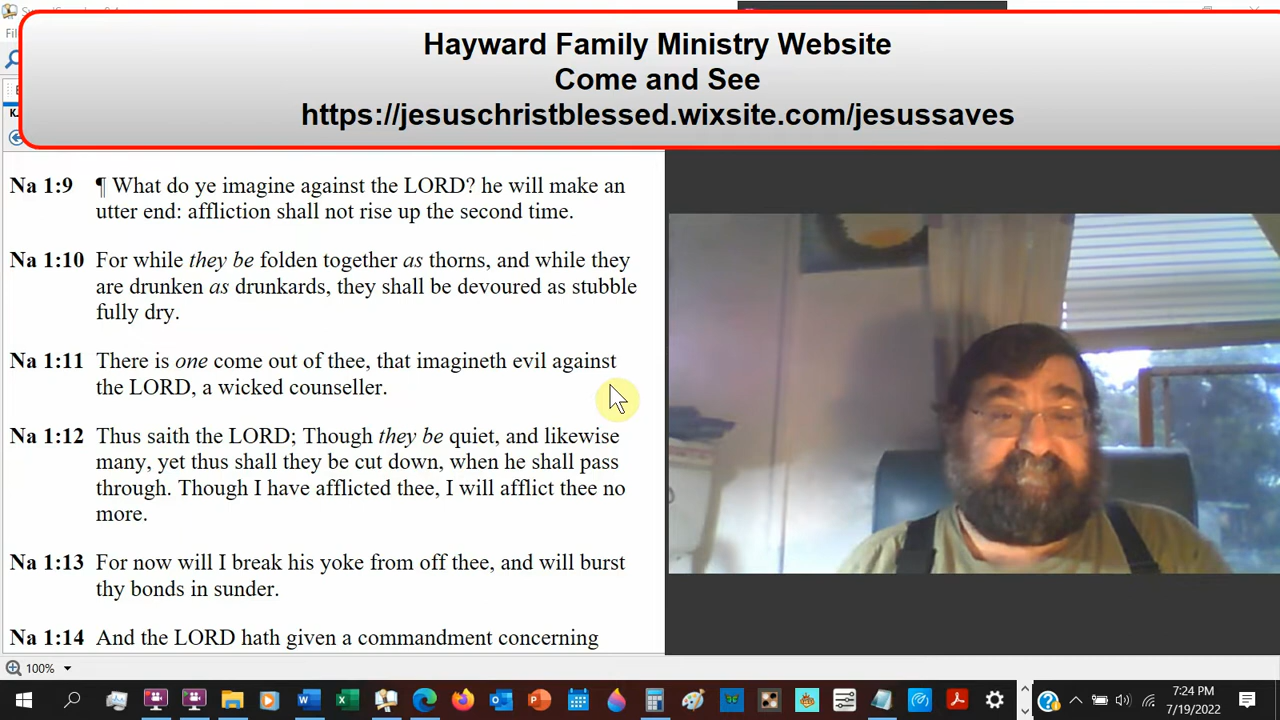 Hayward Family Ministry Website
Come and See
https://jesuschristblessed.wixsite.com/jesussaves
Na 1:9 ¶ What do ye imagine against the LORD? he will make an
utter end: affliction shall not rise up the second time.
Na 1:10 For while they be folden together as thorns, and while they
are drunken as drunkards, they shall be devoured as stubble
fully dry.
Na 1:11 There is one come out of thee, that imagineth evil against
the LORD, a wicked counseller.
Na 1:12 Thus saith the LORD; Though they be quiet, and likewise
many, yet thus shall they be cut down, when he shall pass
through. Though I have afflicted thee, I will afflict thee no
more.
Na 1:13 For now will I break his yoke from off thee, and will burst
thy bonds in sunder.
Na 1:14 And the LORD hath given a commandment concerning
100%
7:24 PM
7/19/2022